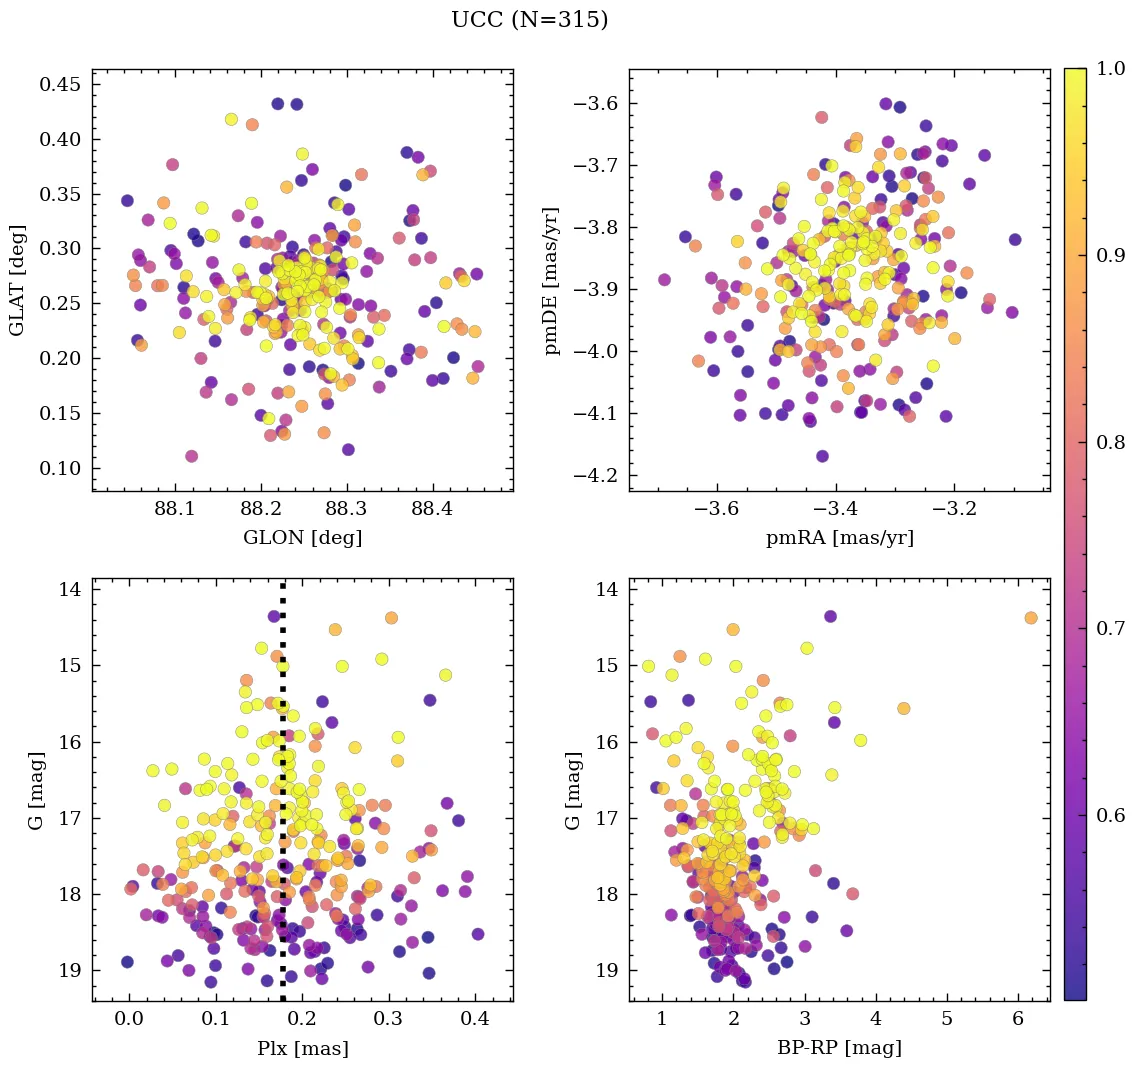 UCC (N=315)
0.45
0.40
0.35
0.30
0.25
0.20
0.15
0.10
GLAT [deg]
88.1 88.2 88.3 88.4
GLON [deg]
−3.6
−3.7
−3.8
−3.9
−4.0
−4.1
−4.2
pmDE [mas/yr]
−3.6 −3.4 −3.2
pmRA [mas/yr]
1.0
0.9
0.8
0.7
0.6
14
15
16
17
18
19
G [mag]
0.0 0.1 0.2 0.3 0.4
Plx [mas]
14
15
16
17
18
19
G [mag]
1 2 3 4 5 6
BP-RP [mag]